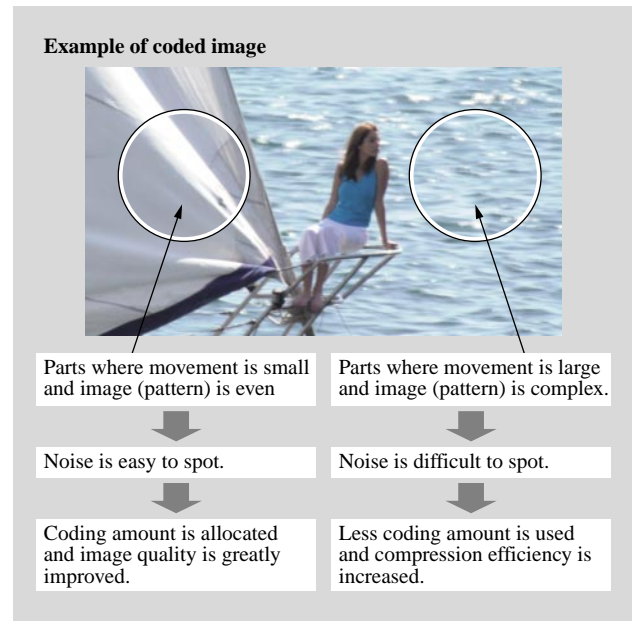 Example of coded image
Parts where movement is small
and image (pattern) is even
Noise is easy to spot.
Coding amount is allocated
and image quality is greatly
improved.
Parts where movement is large
and image (pattern) is complex.
Noise is difficult to spot.
Less coding amount is used
and compression efficiency is
increased.